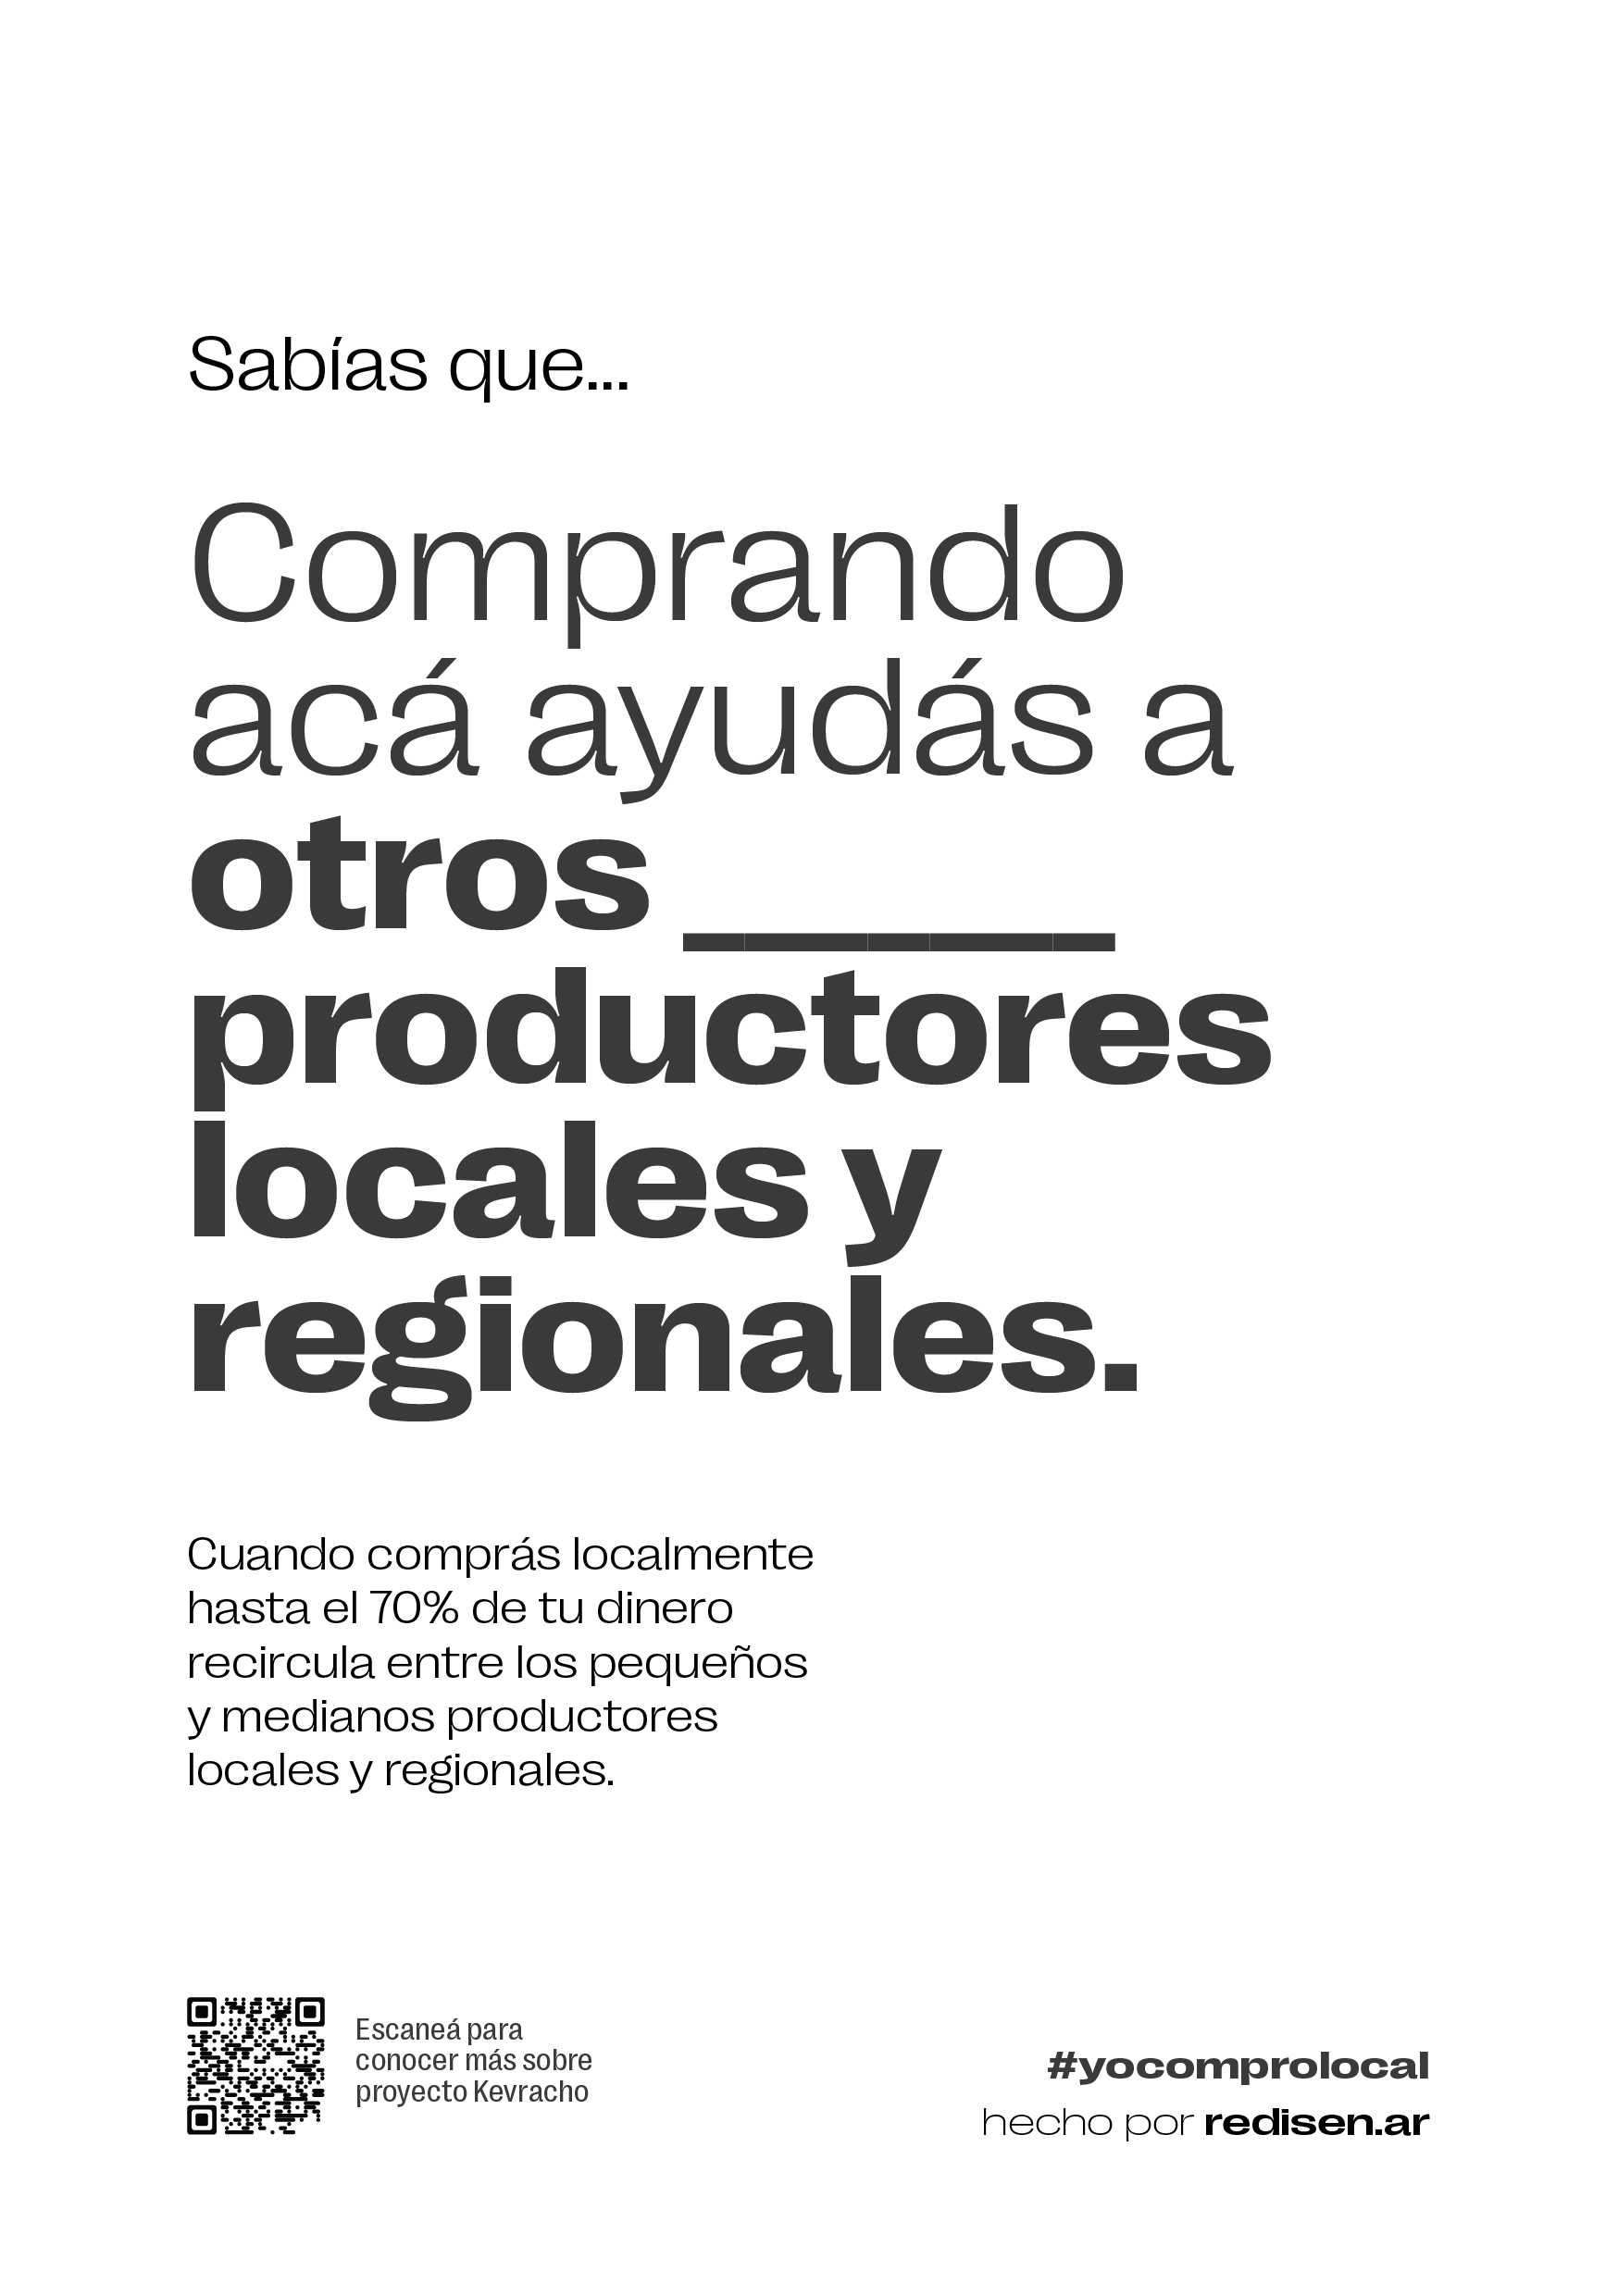 Sabías que...
Comprando
acá ayudás a
otros _______
productores
locales y
regionales.
Cuando comprás localmente
hasta el 70% de tu dinero
recircula entre los pequeños
y medianos productores
locales y regionales.
Escaneá para
conocer más sobre
proyecto Kevracho
#yocomprolocal
hecho por redisen.ar